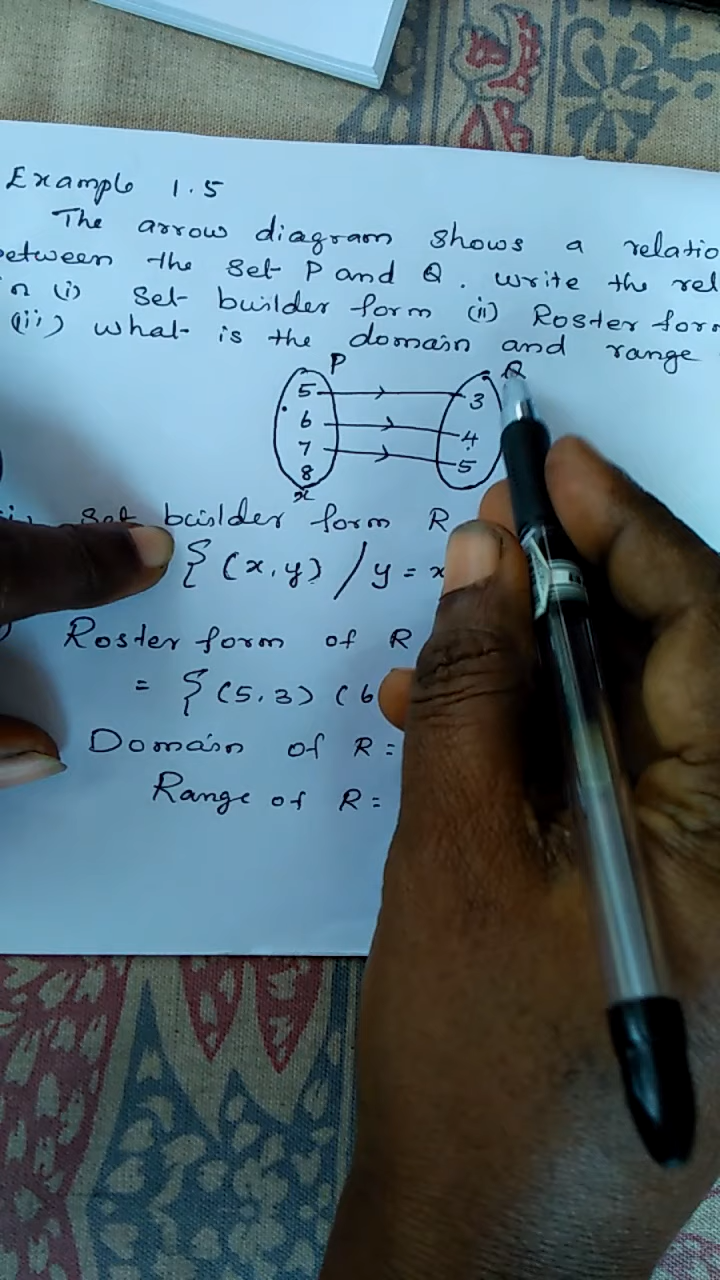 Example 1.5
The arrow diagram shows a relatio
etween the set P and Q. write the rel
n (i) set builder form (ii) Roster for
(ii) what is the domain and range
P Q
5 3
6 4
7 5
8
x
set builder form R
{(x,y) / y = x
Roster form of R
= {(5,3) (6
Domain of R =
Range of R =